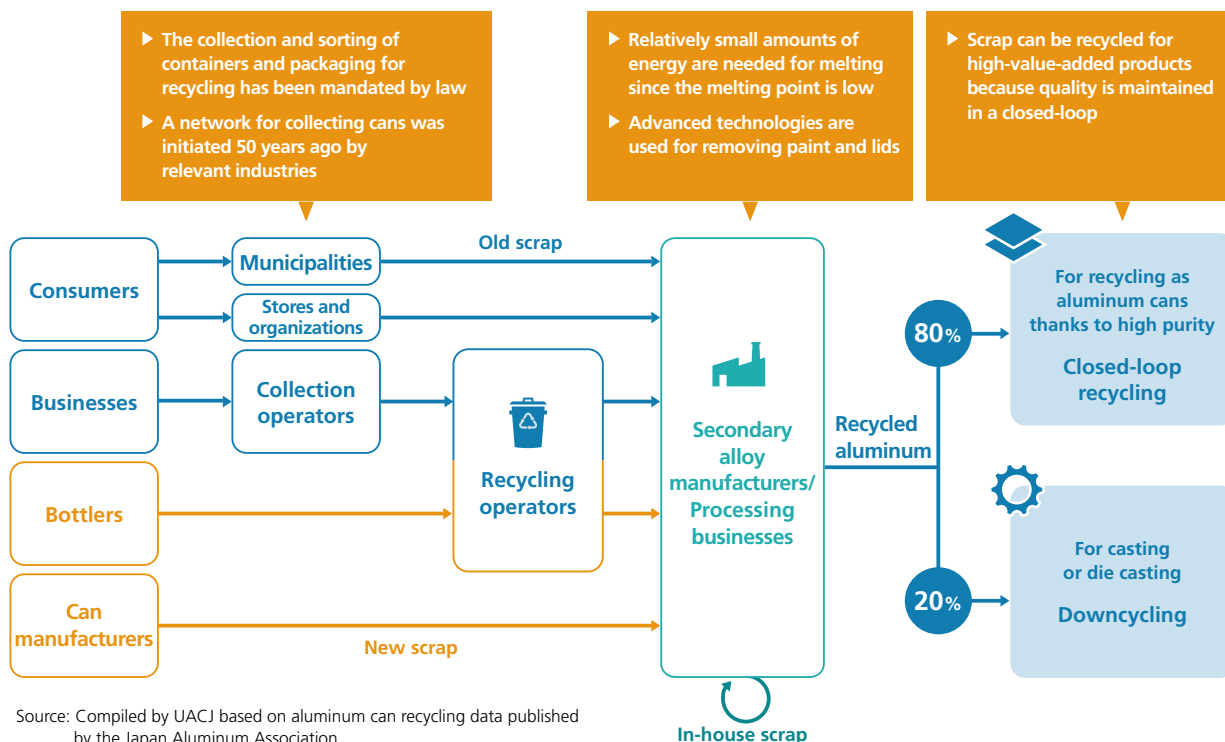 The collection and sorting of
containers and packaging for
recycling has been mandated by law
A network for collecting cans was
initiated 50 years ago by
relevant industries
Relatively small amounts of
energy are needed for melting
since the melting point is low
Advanced technologies are
used for removing paint and lids
Scrap can be recycled for
high-value-added products
because quality is maintained
in a closed-loop
Consumers
Municipalities
Old scrap
Stores and
organizations
Businesses
Collection
operators
Recycling
operators
Bottlers
Can
manufacturers
New scrap
Secondary
alloy
manufacturers/
Processing
businesses
In-house scrap
Recycled
aluminum
80%
For recycling as
aluminum cans
thanks to high purity
Closed-loop
recycling
20%
For casting
or die casting
Downcycling
Source: Compiled by UACJ based on aluminum can recycling data published
by the Japan Aluminum Association